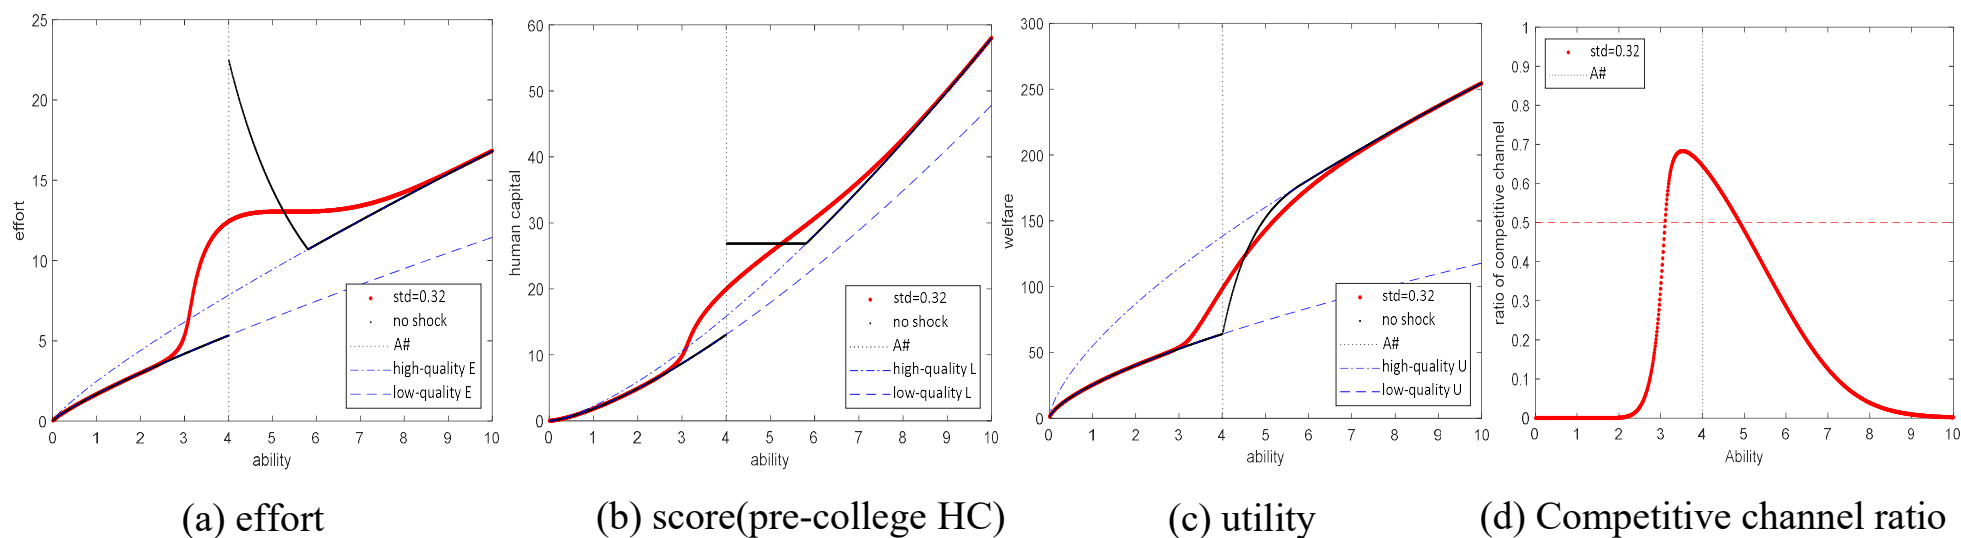 25
20
15
10
5
0
effort
0 1 2 3 4 5 6 7 8 9 10
ability
std=0.32
no shock
A#
high-quality E
low-quality E
(a) effort
60
50
40
30
20
10
0
human capital
0 1 2 3 4 5 6 7 8 9 10
ability
std=0.32
no shock
A#
high-quality L
low-quality L
(b) score(pre-college HC)
300
250
200
150
100
50
0
welfare
0 1 2 3 4 5 6 7 8 9 10
ability
std=0.32
no shock
A#
high-quality U
low-quality U
(c) utility
1
0.9
0.8
0.7
0.6
0.5
0.4
0.3
0.2
0.1
0
ratio of competitive channel
0 1 2 3 4 5 6 7 8 9 10
Ability
std=0.32
A#
(d) Competitive channel ratio